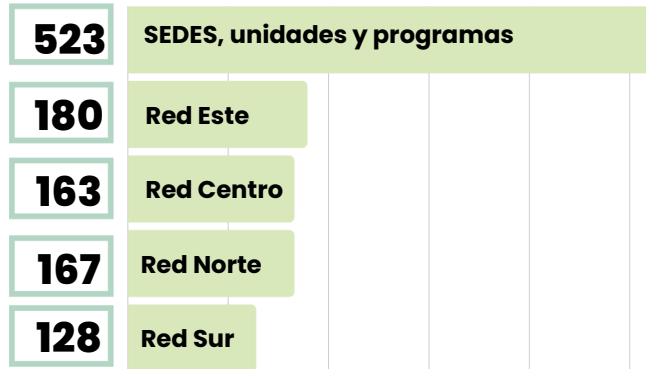 523 SEDES, unidades y programas
180 Red Este
163 Red Centro
167 Red Norte
128 Red Sur